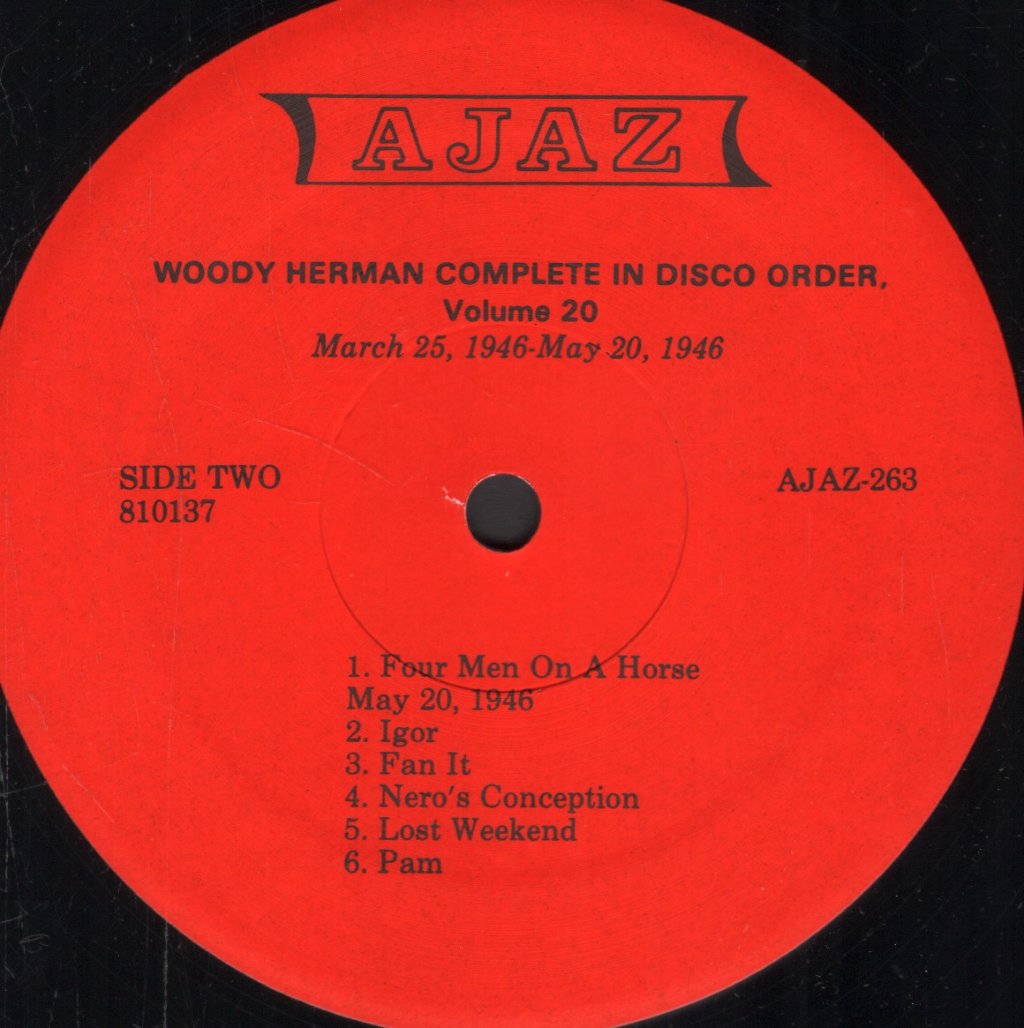 AJAZ
WOODY HERMAN COMPLETE IN DISCO ORDER,
Volume 20
March 25, 1946-May 20, 1946
SIDE TWO
810137
AJAZ-263
1. Four Men On A Horse
May 20, 1946
2. Igor
3. Fan It
4. Nero's Conception
5. Lost Weekend
6. Pam